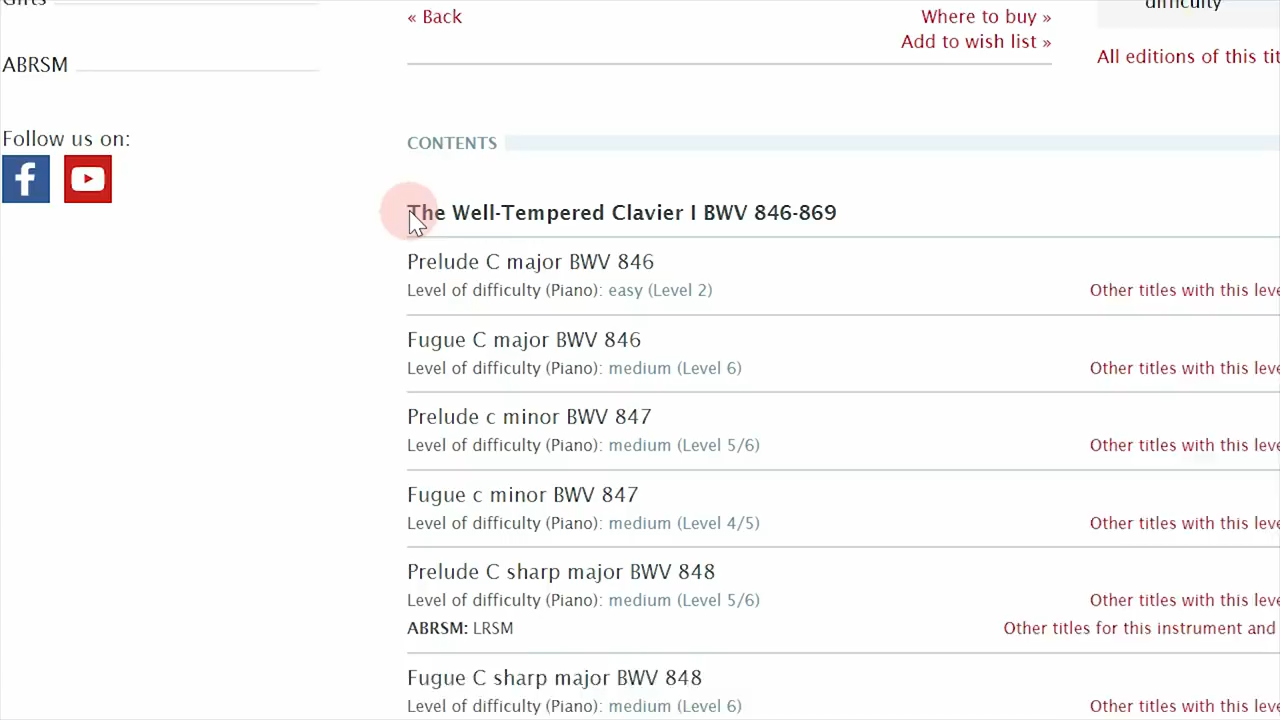 Gifts
difficulty
« Back
Where to buy »
Add to wish list »
ABRSM
All editions of this tit
Follow us on:
CONTENTS
The Well-Tempered Clavier I BWV 846-869
Prelude C major BWV 846
Level of difficulty (Piano): easy (Level 2)
Other titles with this leve
Fugue C major BWV 846
Level of difficulty (Piano): medium (Level 6)
Other titles with this leve
Prelude c minor BWV 847
Level of difficulty (Piano): medium (Level 5/6)
Other titles with this leve
Fugue c minor BWV 847
Level of difficulty (Piano): medium (Level 4/5)
Other titles with this leve
Prelude C sharp major BWV 848
Level of difficulty (Piano): medium (Level 5/6)
Other titles with this leve
ABRSM: LRSM
Other titles for this instrument and
Fugue C sharp major BWV 848
Level of difficulty (Piano): medium (Level 6)
Other titles with this leve